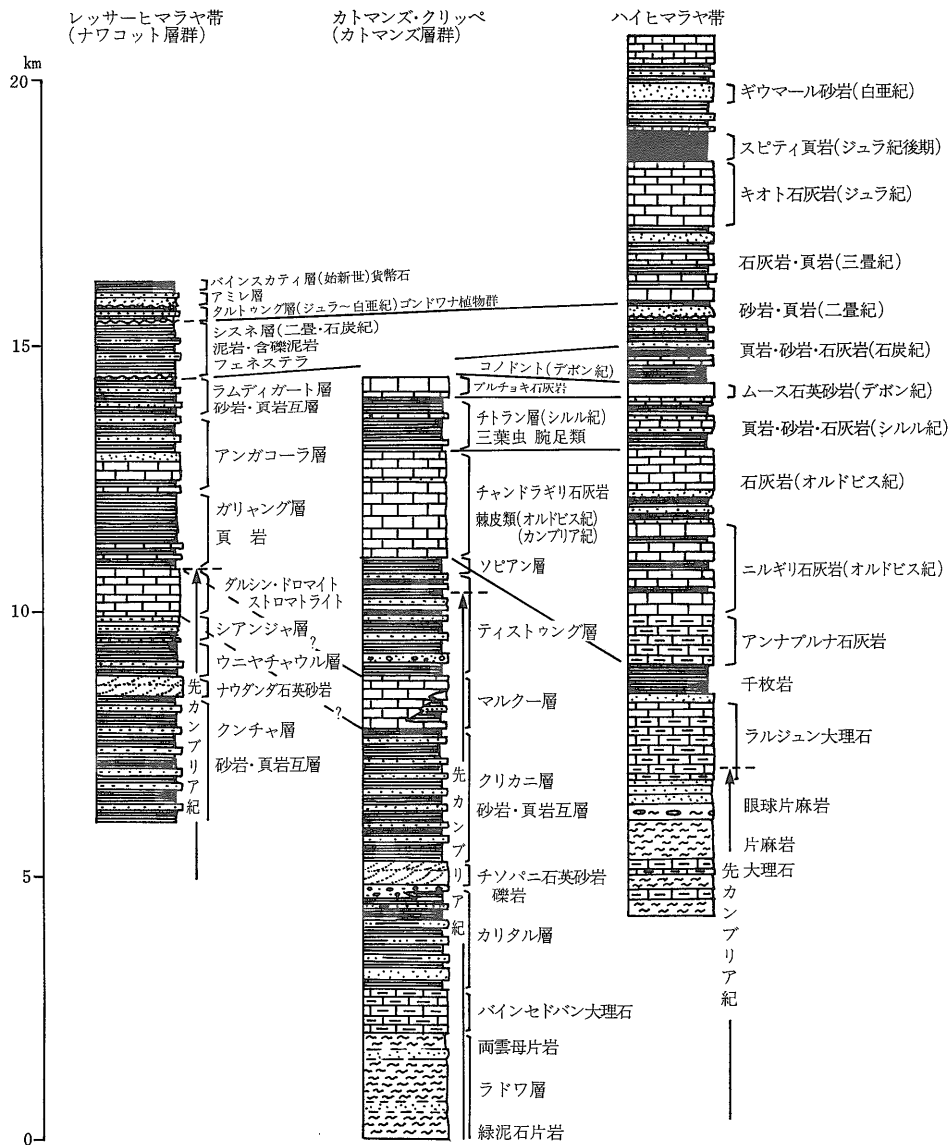 レッサーヒマラヤ帯
(ナワコット層群)
カトマンズ・クリッペ
(カトマンズ層群)
ハイヒマラヤ帯
km
20
15
10
5
0
バインスカティ層(始新世)貨幣石
アミレ層
タルトゥング層(ジュラ〜白亜紀)ゴンドワナ植物群
シスネ層(二畳・石炭紀)
泥岩・含礫泥岩
フェネステラ
ラムディガート層
砂岩・頁岩互層
アンガコーラ層
ガリャング層
頁 岩
ダルシン・ドロマイト
ストロマトライト
シアンジャ層
ウニヤチャウル層
ナウダンダ石英砂岩
クンチャ層
砂岩・頁岩互層
先カンブリア紀
?
?
コノドント(デボン紀)
プルチョキ石灰岩
チトラン層(シルル紀)
三葉虫 腕足類
チャンドラギリ石灰岩
棘皮類(オルドビス紀)
(カンブリア紀)
ソピアン層
ティストゥング層
マルクー層
クリカニ層
砂岩・頁岩互層
チソパニ石英砂岩
礫岩
カリタル層
バインセドバン大理石
両雲母片岩
ラドワ層
緑泥石片岩
先カンブリア紀
ギウマール砂岩(白亜紀)
スピティ頁岩(ジュラ紀後期)
キオト石灰岩(ジュラ紀)
石灰岩・頁岩(三畳紀)
砂岩・頁岩(二畳紀)
頁岩・砂岩・石灰岩(石炭紀)
ムース石英砂岩(デボン紀)
頁岩・砂岩・石灰岩(シルル紀)
石灰岩(オルドビス紀)
ニルギリ石灰岩(オルドビス紀)
アンナプルナ石灰岩
千枚岩
ラルジュン大理石
眼球片麻岩
片麻岩
大理石
先カンブリア紀